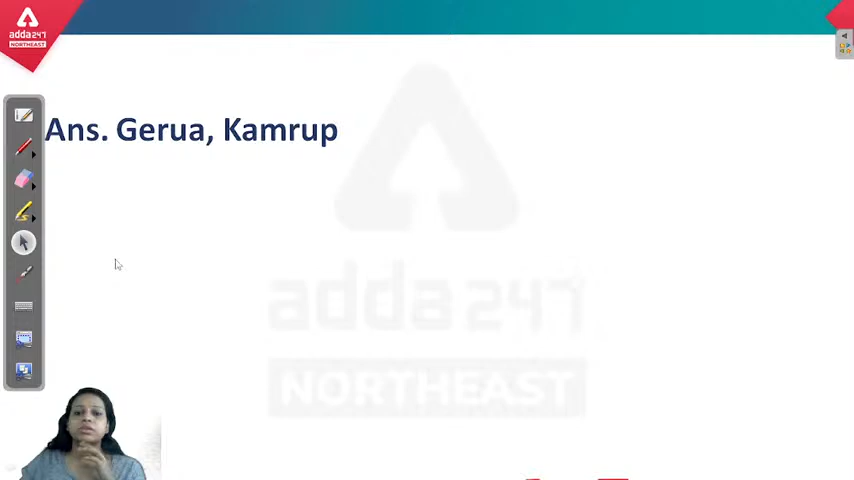 adda247
NORTHEAST
Ans. Gerua, Kamrup
adda247
NORTHEAST